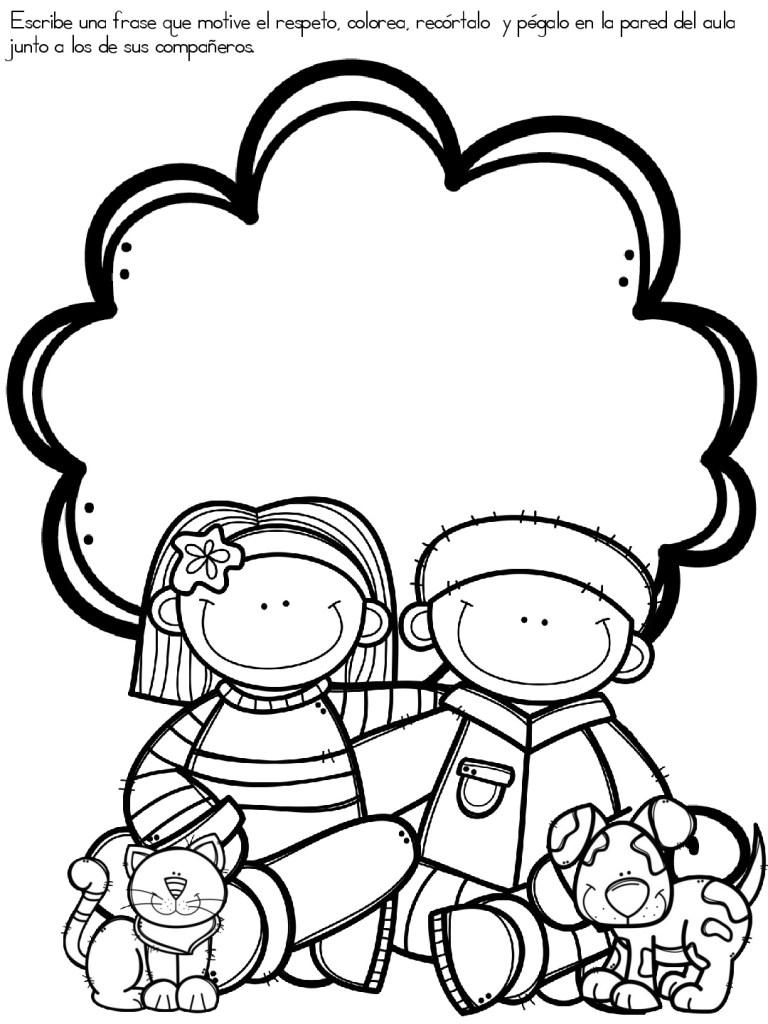 Escribe una frase que motive el respeto, colorea, recórtalo y pégalo en la pared del aula
junto a los de sus compañeros.